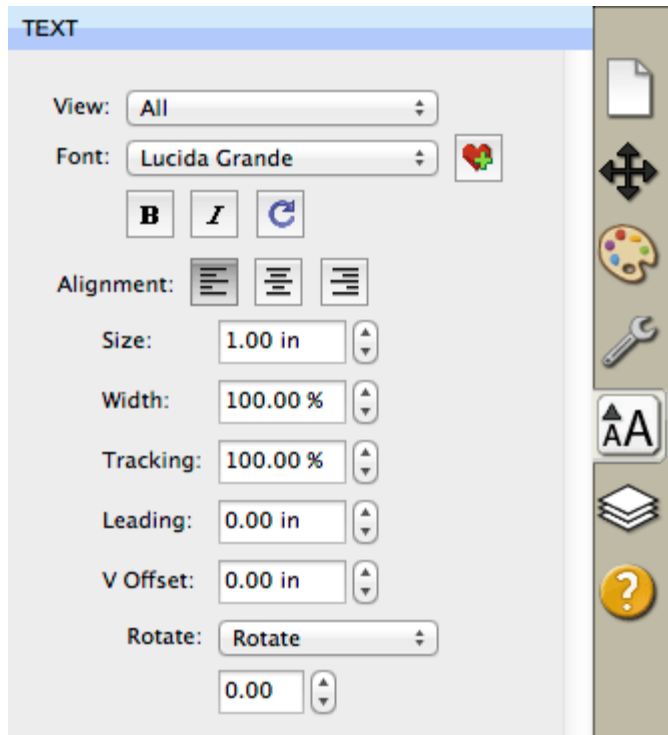 TEXT
View: All
Font: Lucida Grande
B I
Alignment:
Size: 1.00 in
Width: 100.00 %
AA
Tracking: 100.00 %
Leading: 0.00 in
V Offset: 0.00 in
?
Rotate: Rotate
0.00